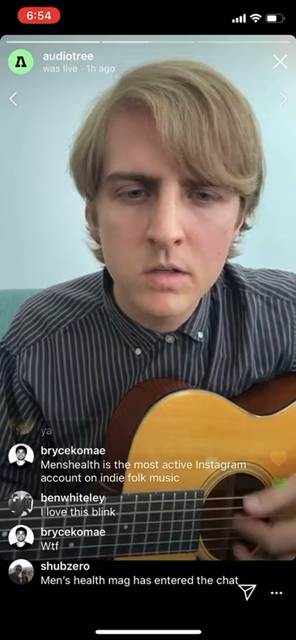 6:54
audiotree
was live · 1h ago
ya
brycekomae
Menshealth is the most active Instagram
account on indie folk music
benwhiteley
I love this blink
brycekomae
Wtf
shubzero
Men's health mag has entered the chat